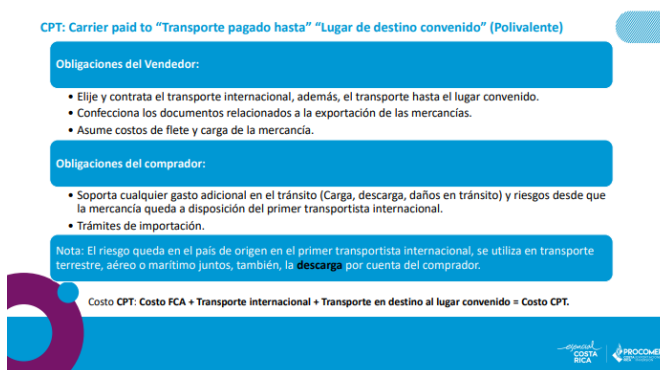 CPT: Carrier paid to “Transporte pagado hasta” “Lugar de destino convenido” (Polivalente)
Obligaciones del Vendedor:
• Elije y contrata el transporte internacional, además, el transporte hasta el lugar convenido.
• Confecciona los documentos relacionados a la exportación de las mercancías.
• Asume costos de flete y carga de la mercancía.
Obligaciones del comprador:
• Soporta cualquier gasto adicional en el tránsito (Carga, descarga, daños en tránsito) y riesgos desde que
la mercancía queda a disposición del primer transportista internacional.
• Trámites de importación.
Nota: El riesgo queda en el país de origen en el primer transportista internacional, se utiliza en transporte
terrestre, aéreo o marítimo juntos, también, la descarga por cuenta del comprador.
Costo CPT: Costo FCA + Transporte internacional + Transporte en destino al lugar convenido = Costo CPT.
esencial
COSTA
RICA
PROCOME